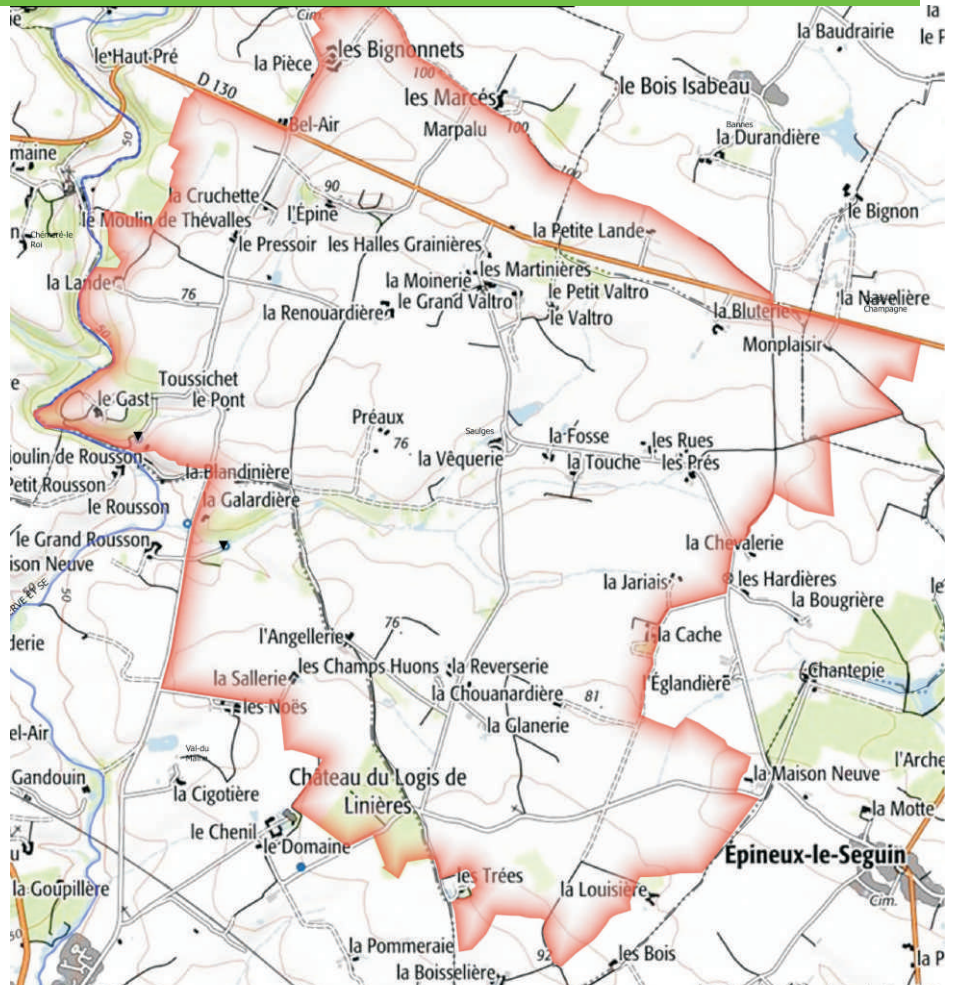 Cim.
la
le Haut-Pré
les Bignonnets
la Pièce
la Baudrairie
D 130
100
le Bois Isabeau
les Marcés
Bel-Air
100
Marpalu
Bannes
la Durandière
50
maine
la Cruchette
90
l'Épine
100
le Bignon
le Moulin de Thévalles
Chémeré-le
Roi
le Pressoir
les Halles Grainières
la Petite Lande
la Lande
76
la Moinerie
les Martinières
le Grand Valtro
le Petit Valtro
la Navelière
Champagne
la Renouardière
le Valtro
la Bluterie
50
Monplaisir
Toussichet
le Gast
le Pont
Préaux
76
Saulges
la Fosse
les Rues
la Vêquerie
la Touche
les Prés
oulin de Rousson
Petit Rousson
la Blandinière
le Rousson
la Galardière
le Grand Rousson
ison Neuve
la Chevalerie
50
la Jariais
les Hardières
la Bougrière
derie
76
l'Angellerie
la Cache
les Champs Huons
la Reverserie
la Sallerie
la Chouanardière
81
l'Églandière
Chantepie
les Noës
la Glanerie
el-Air
Val-du
Maine
l'Arche
Gandouin
Château du Logis de
Linières
la Maison Neuve
la Cigotière
la Motte
le Chenil
le Domaine
Épineux-le-Seguin
les Trées
la Louisière
la Goupillère
Cim.
50
la Pommeraie
92
les Bois
la P
la Boisselière